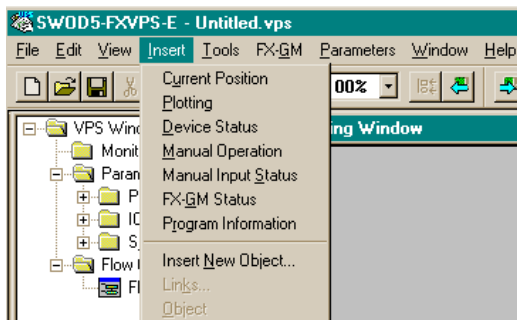 SW0D5-FXVPS-E - Untitled.vps
File Edit View Insert Tools FX-GM Parameters Window Help
Current Position
00%
Plotting
VPS Wind
Device Status
ing Window
Monit
Manual Operation
Param
Manual Input Status
P
FX-GM Status
IO
Program Information
S
Flow
Insert New Object...
Fl
Links...
Object